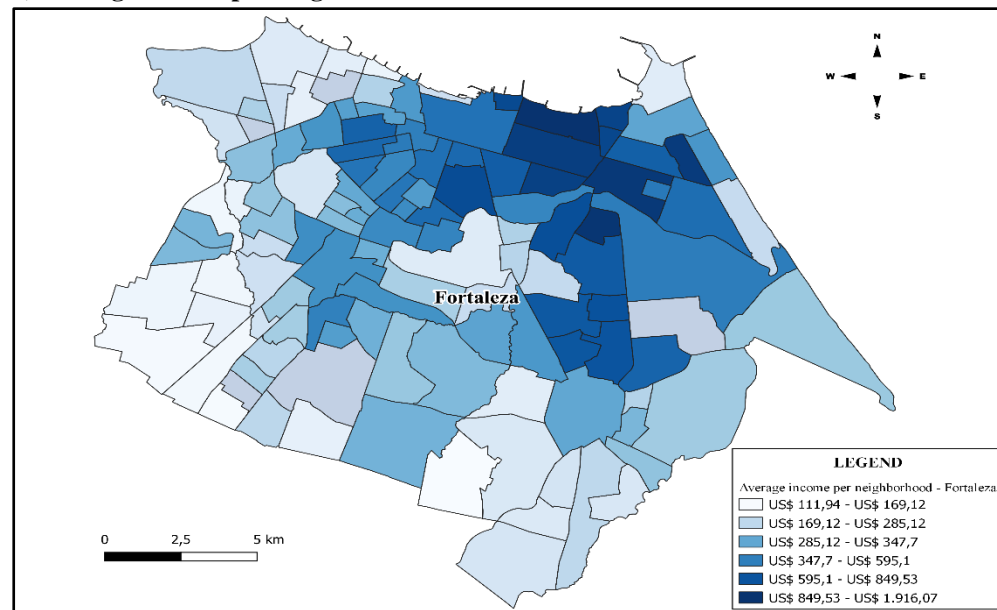 N
W E
S
Fortaleza
LEGEND
Average income per neighborhood - Fortaleza
US$ 111,94 - US$ 169,12
US$ 169,12 - US$ 285,12
US$ 285,12 - US$ 347,7
US$ 347,7 - US$ 595,1
US$ 595,1 - US$ 849,53
US$ 849,53 - US$ 1.916,07
0 2,5 5 km